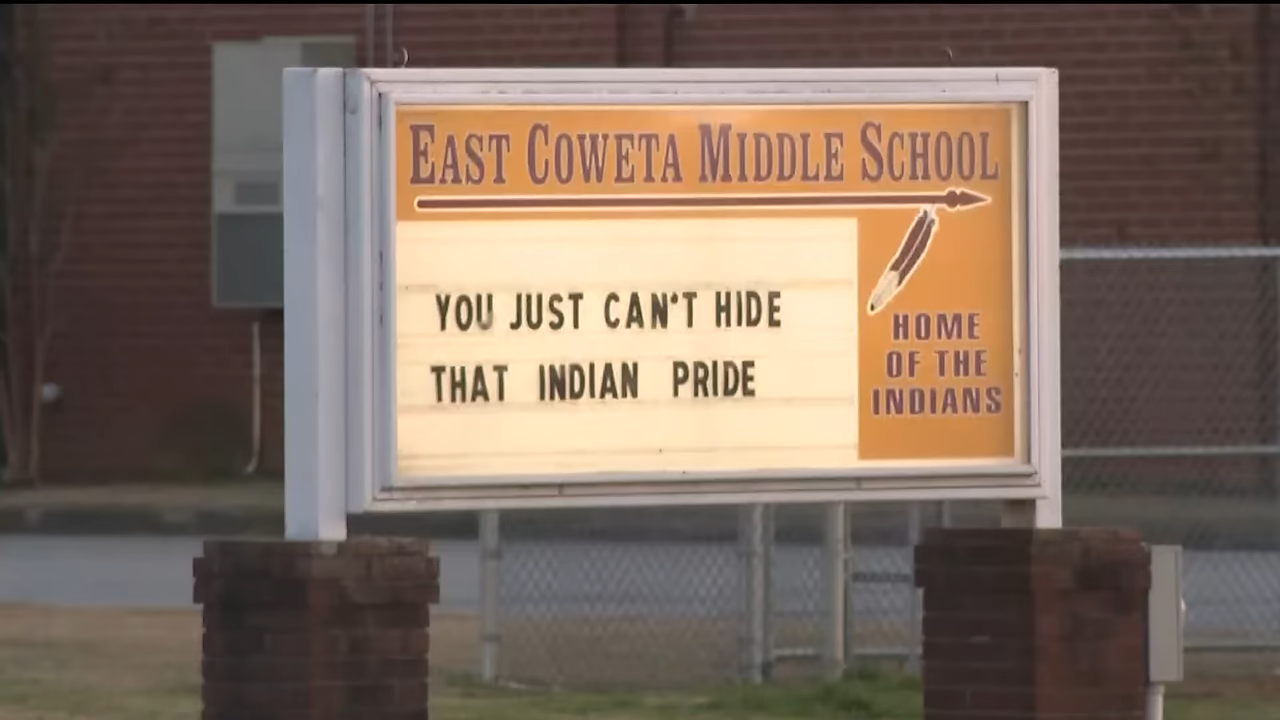 EAST COWETA MIDDLE SCHOOL
YOU JUST CAN'T HIDE
THAT INDIAN PRIDE
HOME
OF THE
INDIANS